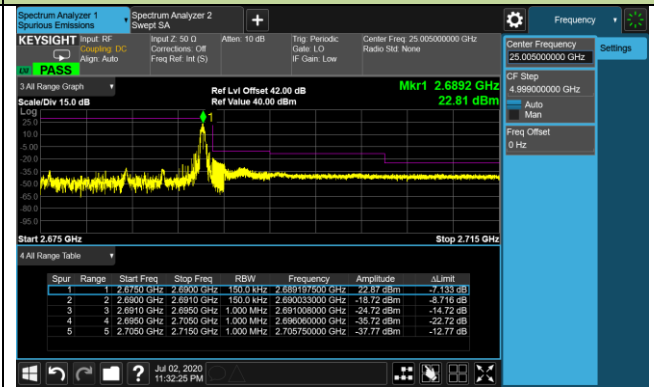 Spectrum Analyzer 1
Spurious Emissions
Spectrum Analyzer 2
Swept SA
Frequency
KEYSIGHT
Input: RF
Coupling: DC
Align: Auto
Input Z: 50 Ω
Corrections: Off
Freq Ref: Int (S)
Atten: 10 dB
Trig: Periodic
Gate: LO
IF Gain: Low
Center Freq: 25.005000000 GHz
Radio Std: None
PASS
Center Frequency
25.005000000 GHz
Settings
CF Step
4.999000000 GHz
Auto
Man
Freq Offset
0 Hz
3 All Range Graph
Scale/Div 15.0 dB
Ref Lvl Offset 42.00 dB
Ref Value 40.00 dBm
Mkr1 2.6892 GHz
22.81 dBm
Log
25.0
10.0
-5.00
-20.0
-35.0
-50.0
-65.0
-80.0
-95.0
1
Start 2.675 GHz
Stop 2.715 GHz
4 All Range Table
Spur Range Start Freq Stop Freq RBW Frequency Amplitude ΔLimit
1 1 2.6750 GHz 2.6900 GHz 150.0 kHz 2.689197500 GHz 22.87 dBm -7.133 dB
2 2 2.6900 GHz 2.6910 GHz 150.0 kHz 2.690033000 GHz -18.72 dBm -8.716 dB
3 3 2.6910 GHz 2.6950 GHz 1.000 MHz 2.691008000 GHz -24.72 dBm -14.72 dB
4 4 2.6950 GHz 2.7050 GHz 1.000 MHz 2.696060000 GHz -35.72 dBm -22.72 dB
5 5 2.7050 GHz 2.7150 GHz 1.000 MHz 2.705750000 GHz -37.77 dBm -12.77 dB
Jul 02, 2020
11:32:25 PM